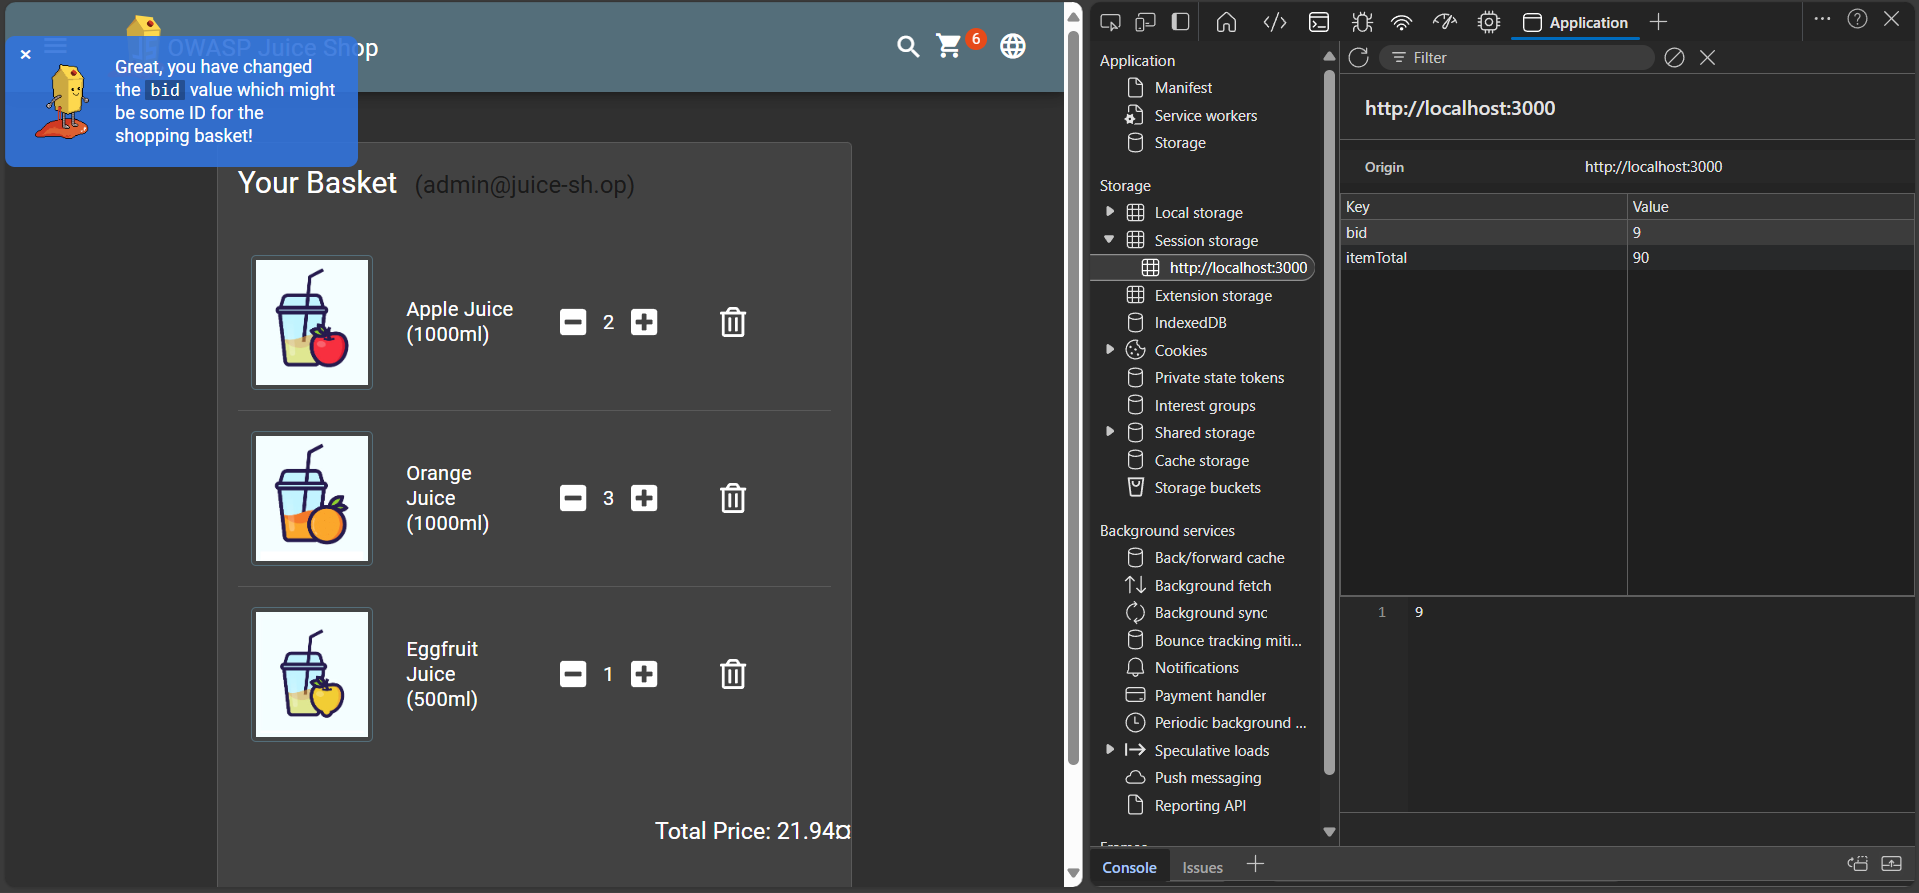 OWASP Juice Shop
6
×
Great, you have changed
the bid value which might
be some ID for the
shopping basket!
Your Basket (admin@juice-sh.op)
Apple Juice
(1000ml)
2
Orange
Juice
(1000ml)
3
Eggfruit
Juice
(500ml)
1
Total Price: 21.94¤
Application
Application
Manifest
Service workers
Storage
Storage
Local storage
Session storage
http://localhost:3000
Extension storage
IndexedDB
Cookies
Private state tokens
Interest groups
Shared storage
Cache storage
Storage buckets
Background services
Back/forward cache
Background fetch
Background sync
Bounce tracking miti...
Notifications
Payment handler
Periodic background ...
Speculative loads
Push messaging
Reporting API
Filter
http://localhost:3000
Origin http://localhost:3000
Key Value
bid 9
itemTotal 90
1 9
Console Issues